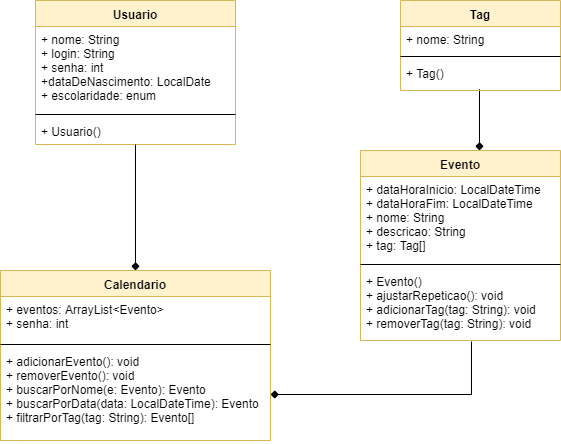 Usuario
+ nome: String
+ login: String
+ senha: int
+dataDeNascimento: LocalDate
+ escolaridade: enum
+ Usuario()
Tag
+ nome: String
+ Tag()
Evento
+ dataHoraInicio: LocalDateTime
+ dataHoraFim: LocalDateTime
+ nome: String
+ descricao: String
+ tag: Tag[]
+ Evento()
+ ajustarRepeticao(): void
+ adicionarTag(tag: String): void
+ removerTag(tag: String): void
Calendario
+ eventos: ArrayList<Evento>
+ senha: int
+ adicionarEvento(): void
+ removerEvento(): void
+ buscarPorNome(e: Evento): Evento
+ buscarPorData(data: LocalDateTime): Evento
+ filtrarPorTag(tag: String): Evento[]